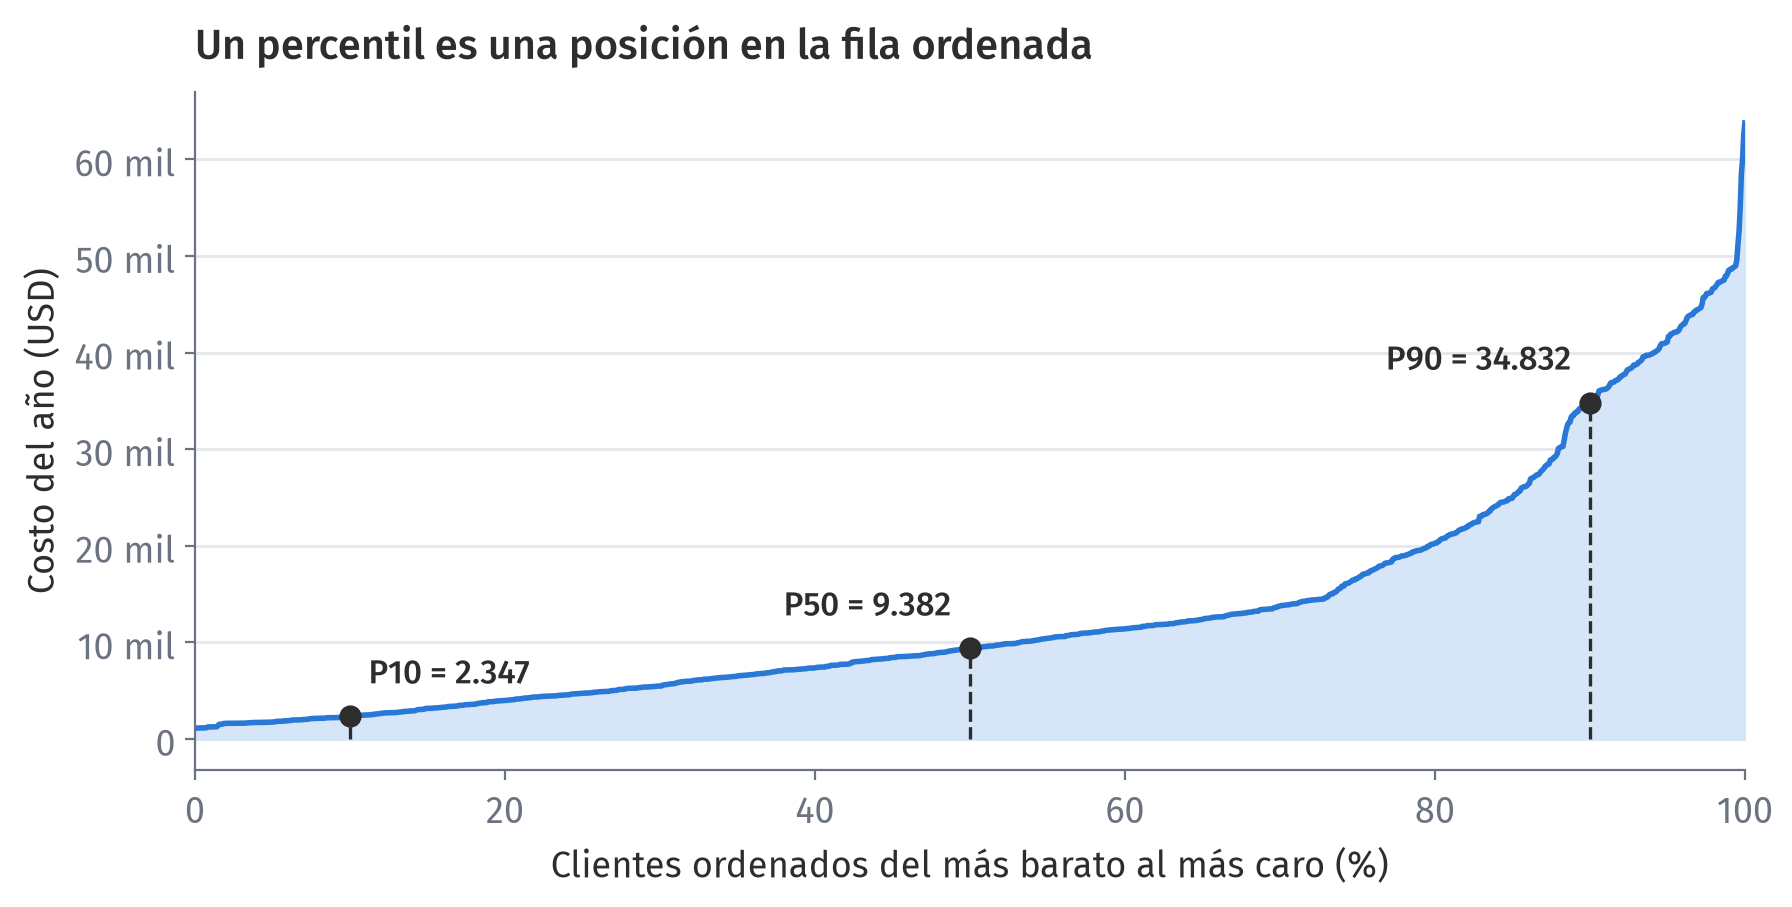 Un percentil es una posición en la fila ordenada
Costo del año (USD)
60 mil
50 mil
40 mil
30 mil
20 mil
10 mil
0
P10 = 2.347
P50 = 9.382
P90 = 34.832
0 20 40 60 80 100
Clientes ordenados del más barato al más caro (%)